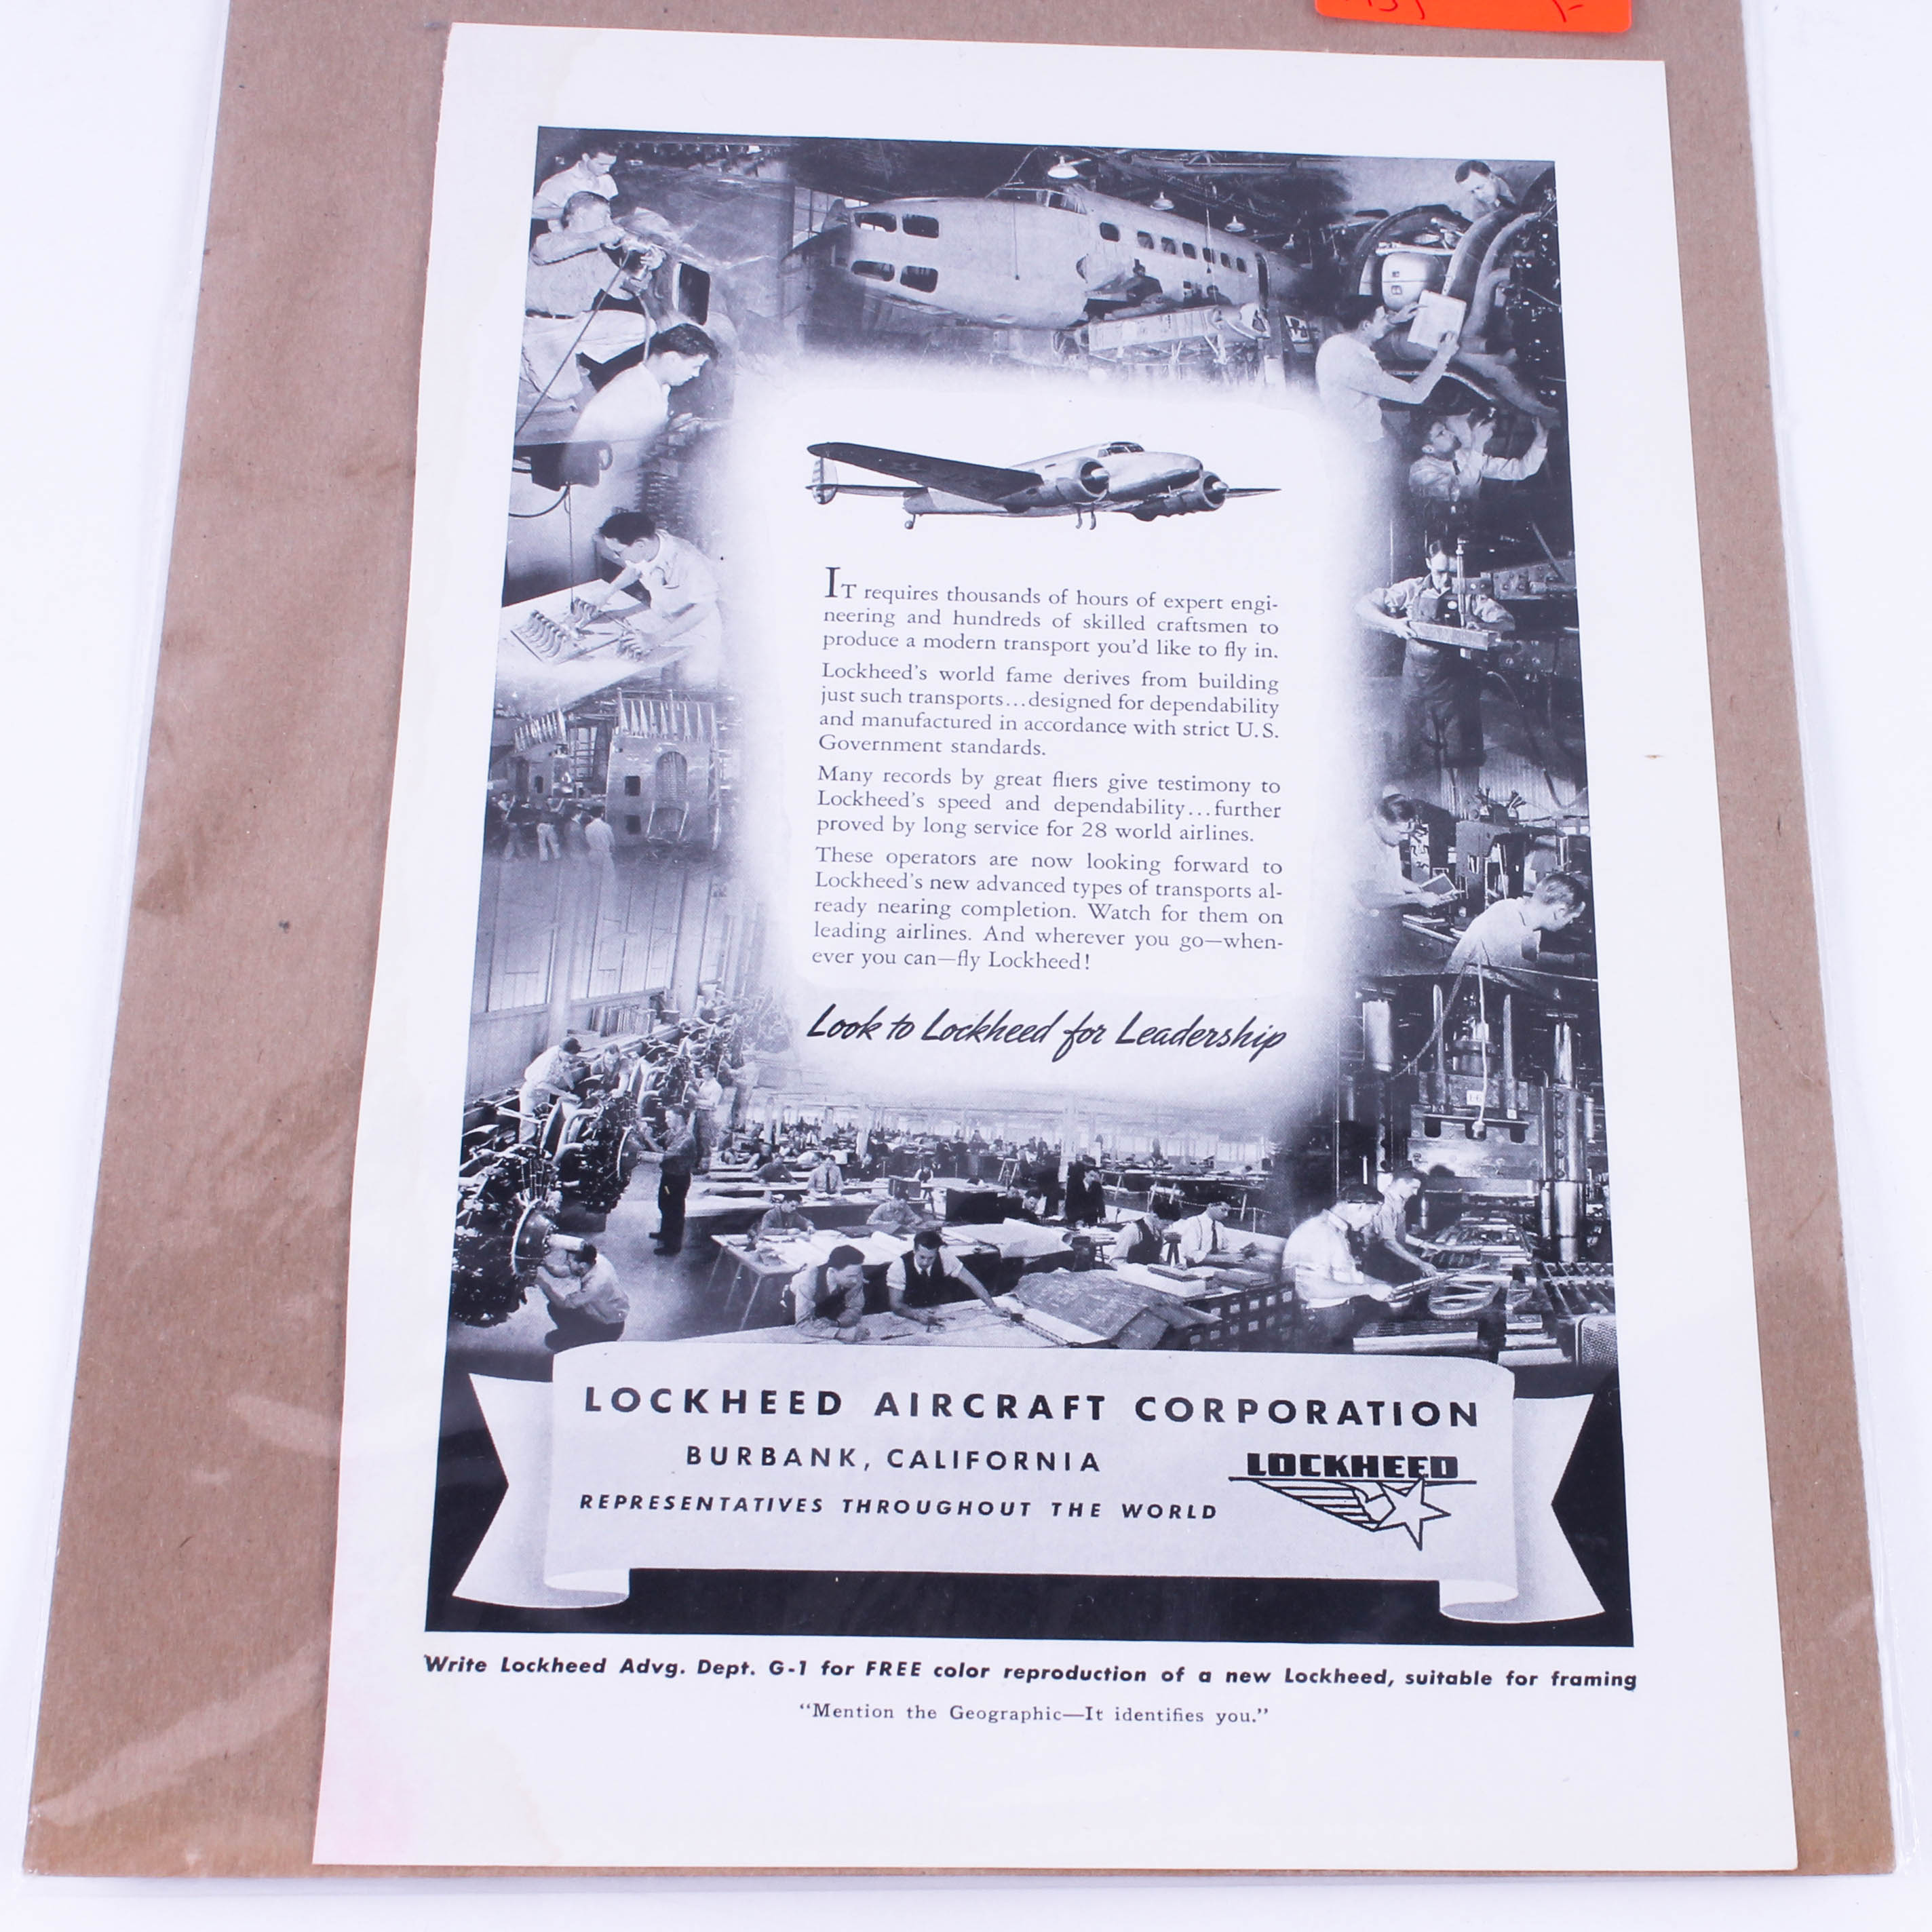 IT requires thousands of hours of expert engi-
neering and hundreds of skilled craftsmen to
produce a modern transport you'd like to fly in.
Lockheed's world fame derives from building
just such transports...designed for dependability
and manufactured in accordance with strict U.S.
Government standards.
Many records by great fliers give testimony to
Lockheed's speed and dependability...further
proved by long service for 28 world airlines.
These operators are now looking forward to
Lockheed's new advanced types of transports al-
ready nearing completion. Watch for them on
leading airlines. And wherever you go—when-
ever you can—fly Lockheed!
Look to Lockheed for Leadership
16
LOCKHEED AIRCRAFT CORPORATION
BURBANK, CALIFORNIA
LOCKHEED
REPRESENTATIVES THROUGHOUT THE WORLD
Write Lockheed Advg. Dept. G-1 for FREE color reproduction of a new Lockheed, suitable for framing
"Mention the Geographic—It identifies you."